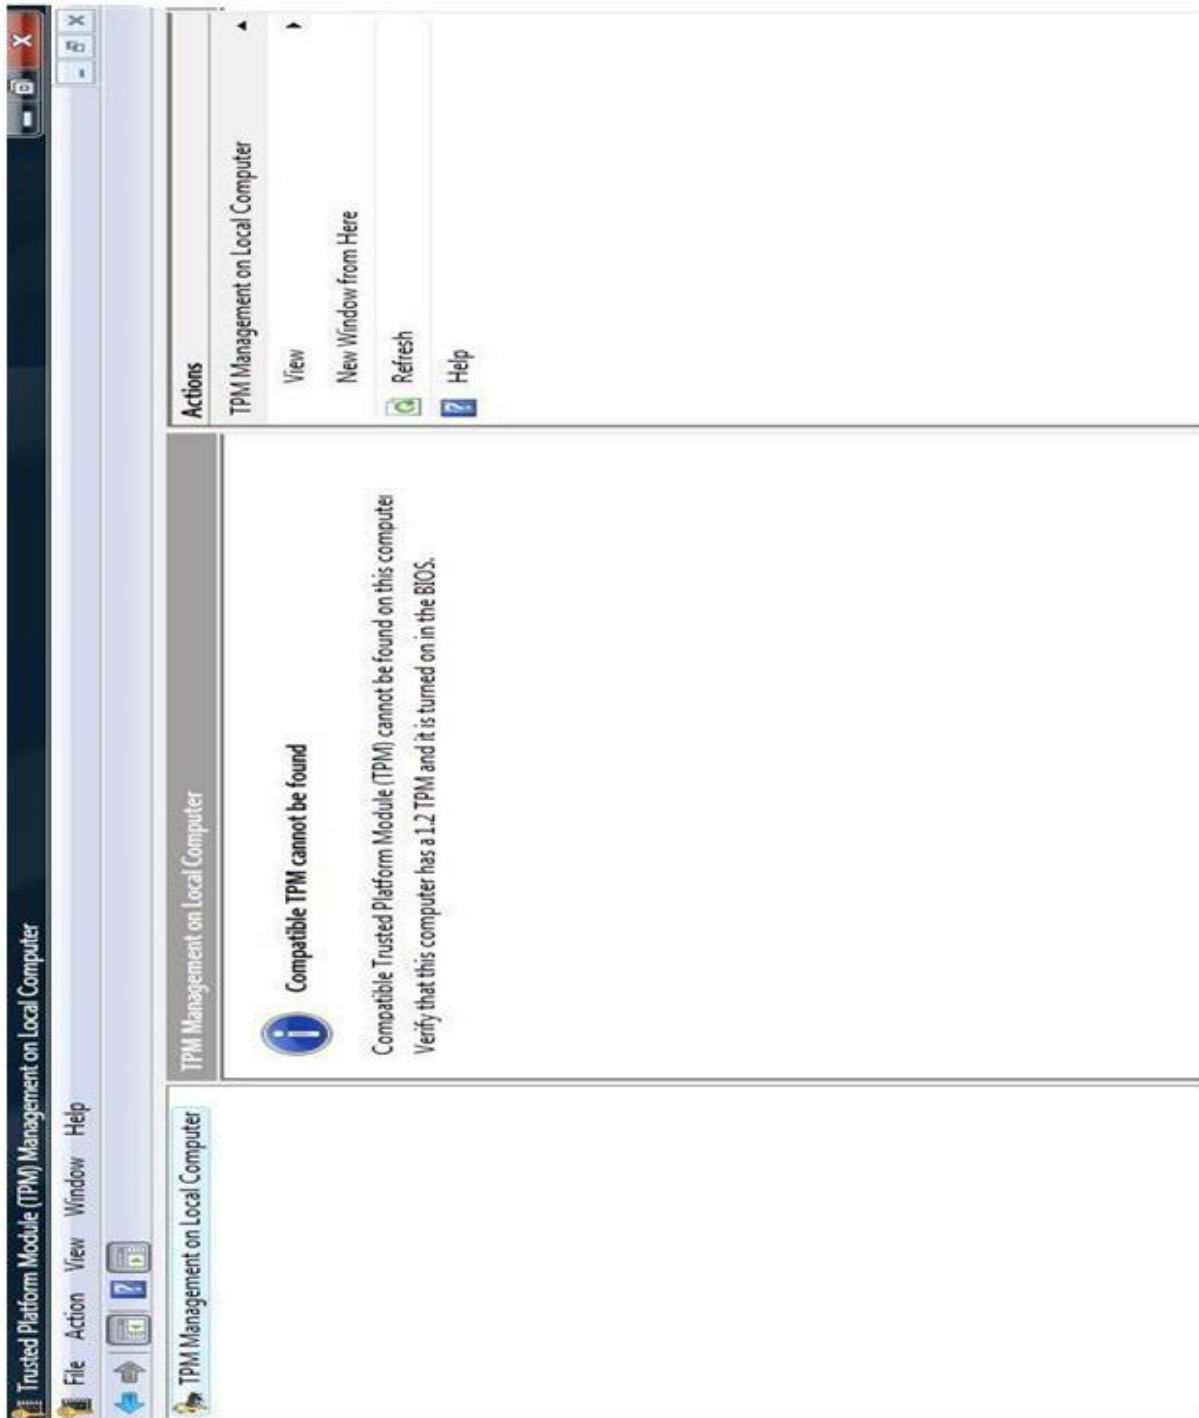 Trusted Platform Module (TPM) Management on Local Computer
File Action View Window Help
TPM Management on Local Computer
TPM Management on Local Computer
Compatible TPM cannot be found
Compatible Trusted Platform Module (TPM) cannot be found on this computer
Verify that this computer has a 1.2 TPM and it is turned on in the BIOS.
Actions
TPM Management on Local Computer
View
New Window from Here
Refresh
Help